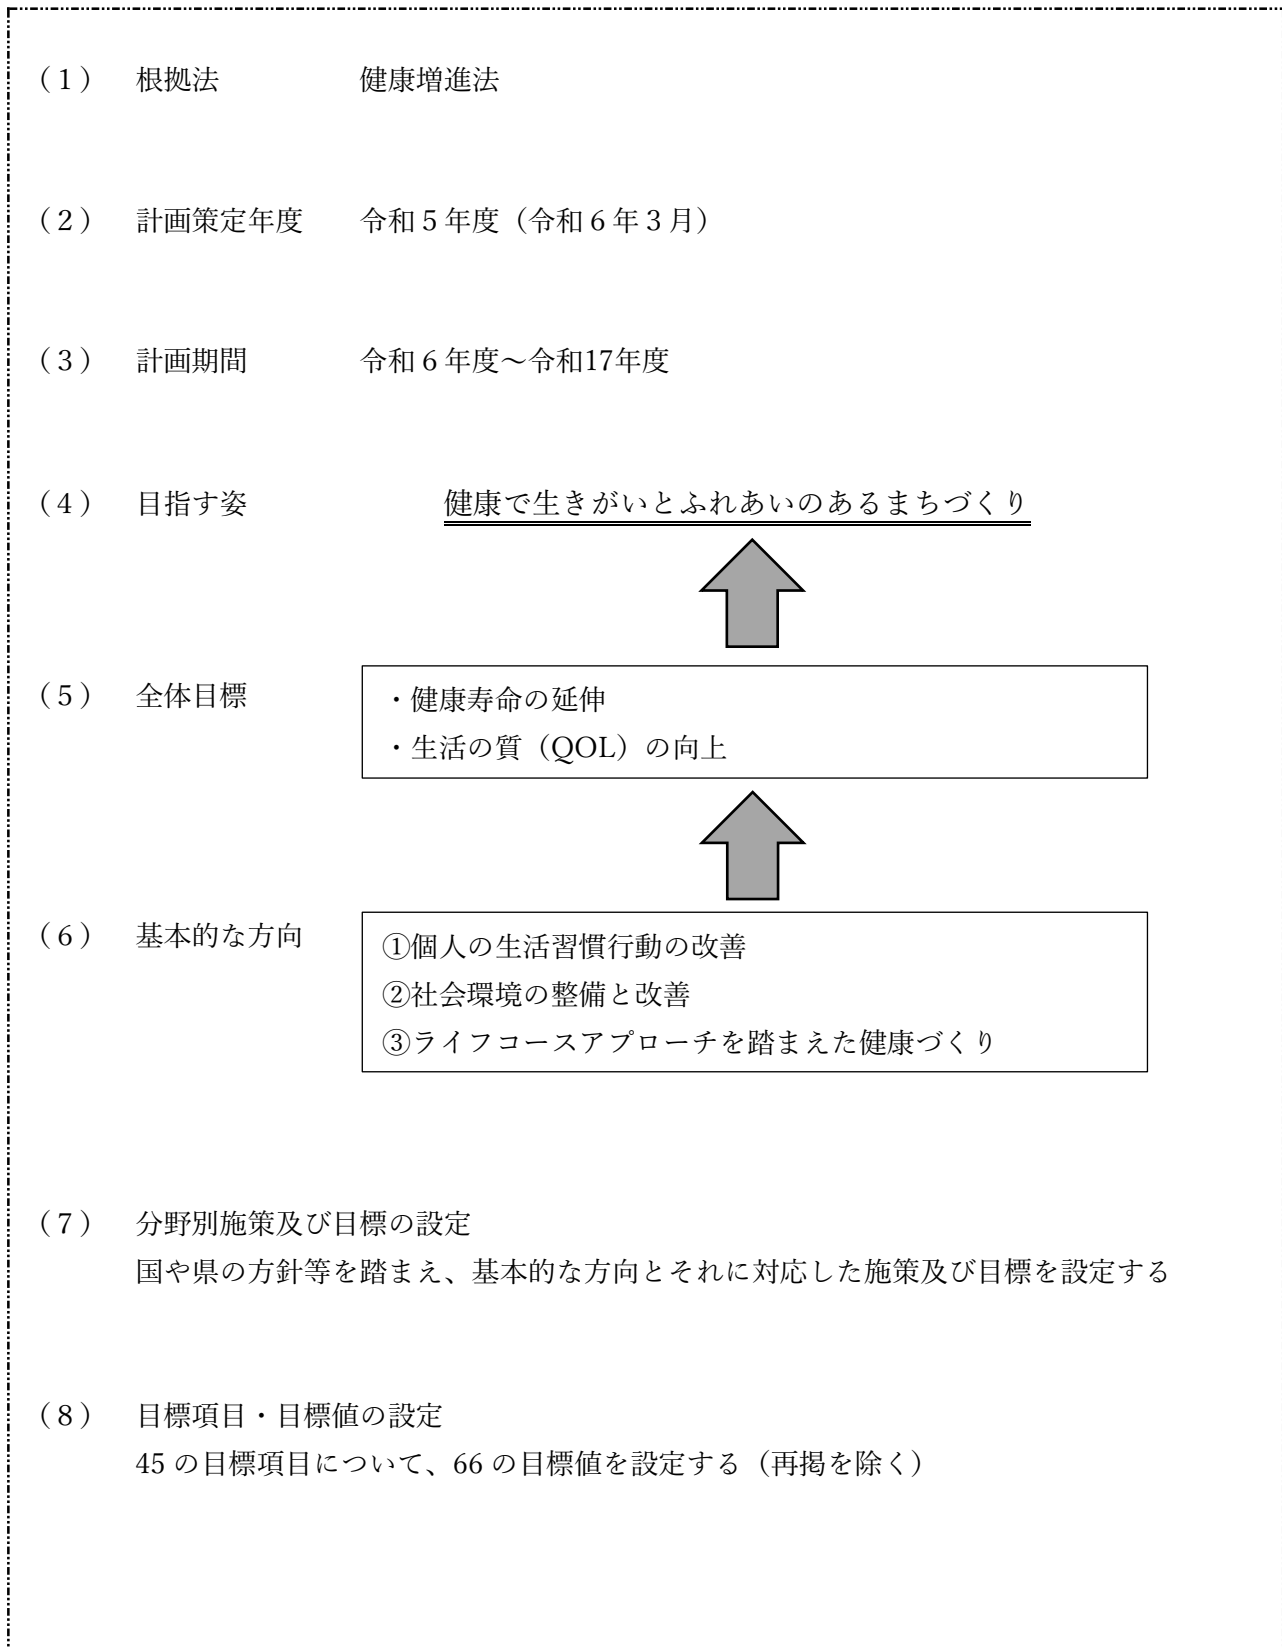 （１）　根拠法　　　　　健康増進法
（２）　計画策定年度　　令和５年度（令和６年３月）
（３）　計画期間　　　　令和６年度～令和17年度
（４）　目指す姿　　　　健康で生きがいとふれあいのあるまちづくり
（５）　全体目標
・健康寿命の延伸
・生活の質（QOL）の向上
（６）　基本的な方向
①個人の生活習慣行動の改善
②社会環境の整備と改善
③ライフコースアプローチを踏まえた健康づくり
（７）　分野別施策及び目標の設定
国や県の方針等を踏まえ、基本的な方向とそれに対応した施策及び目標を設定する
（８）　目標項目・目標値の設定
45 の目標項目について、66 の目標値を設定する（再掲を除く）